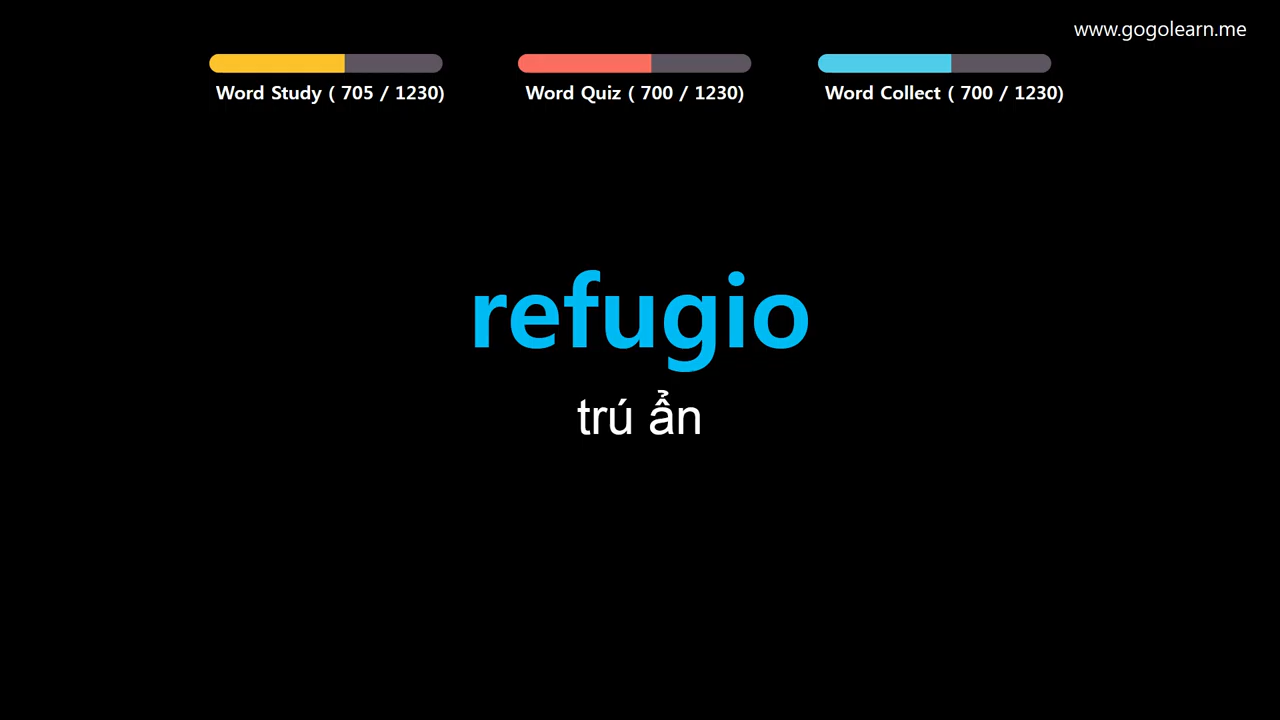 www.gogolearn.me
Word Study ( 705 / 1230)
Word Quiz ( 700 / 1230)
Word Collect ( 700 / 1230)
refugio
trú ẩn